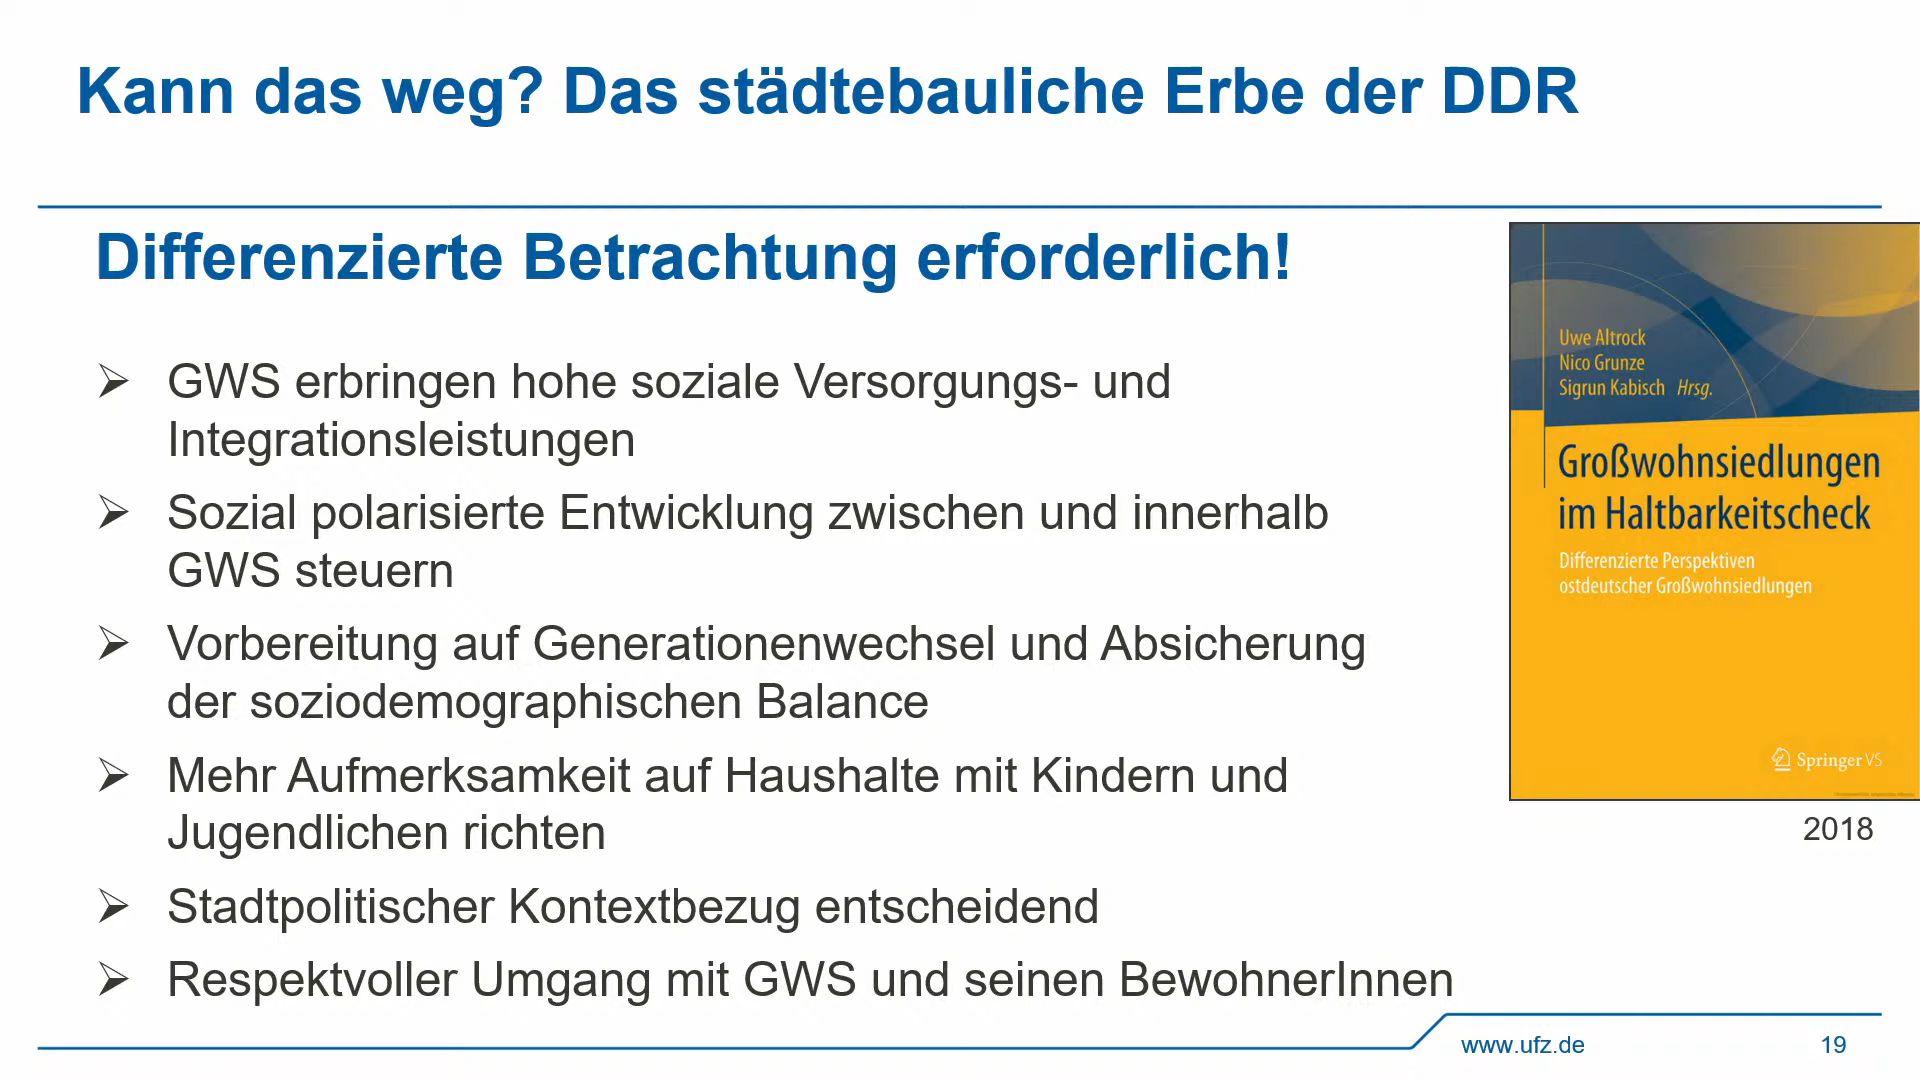 Kann das weg? Das städtebauliche Erbe der DDR
Differenzierte Betrachtung erforderlich!
➢ GWS erbringen hohe soziale Versorgungs- und
Integrationsleistungen
➢ Sozial polarisierte Entwicklung zwischen und innerhalb
GWS steuern
➢ Vorbereitung auf Generationenwechsel und Absicherung
der soziodemographischen Balance
➢ Mehr Aufmerksamkeit auf Haushalte mit Kindern und
Jugendlichen richten
➢ Stadtpolitischer Kontextbezug entscheidend
➢ Respektvoller Umgang mit GWS und seinen BewohnerInnen
Uwe Altrock
Nico Grunze
Sigrun Kabisch Hrsg.
Großwohnsiedlungen
im Haltbarkeitscheck
Differenzierte Perspektiven
ostdeutscher Großwohnsiedlungen
Springer VS
2018
www.ufz.de
19